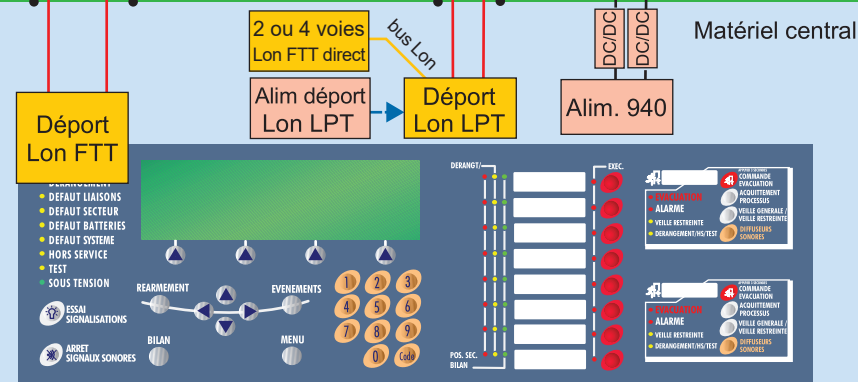 2 ou 4 voies
Lon FTT direct
bus Lon
DC/DC
DC/DC
Matériel central
Déport
Lon FTT
Alim déport
Lon LPT
Déport
Lon LPT
Alim. 940
DERANGEMENT
DEFAUT LIAISONS
DEFAUT SECTEUR
DEFAUT BATTERIES
DEFAUT SYSTEME
HORS SERVICE
TEST
SOUS TENSION
ESSAI
SIGNALISATIONS
ARRET
SIGNAUX SONORES
REARMEMENT
EVENEMENTS
BILAN
MENU
1 2 3
4 5 6
7 8 9
0 Code
DERANGT/
EXEC.
POS. SEC.
BILAN
COMMANDE
EVACUATION
ACQUITTEMENT
PROCESSUS
VEILLE GENERALE /
VEILLE RESTREINTE
DIFFUSEURS
SONORES
EVACUATION
ALARME
VEILLE RESTREINTE
DERANGEMENT/HS/TEST
COMMANDE
EVACUATION
ACQUITTEMENT
PROCESSUS
VEILLE GENERALE /
VEILLE RESTREINTE
DIFFUSEURS
SONORES
EVACUATION
ALARME
VEILLE RESTREINTE
DERANGEMENT/HS/TEST